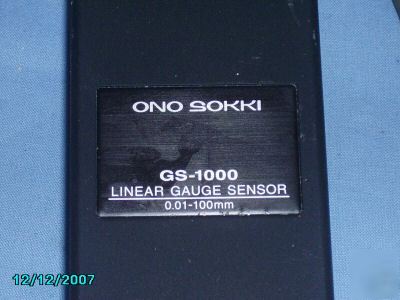 ONO SOKKI
GS-1000
LINEAR GAUGE SENSOR
0.01-100mm
12/12/2007